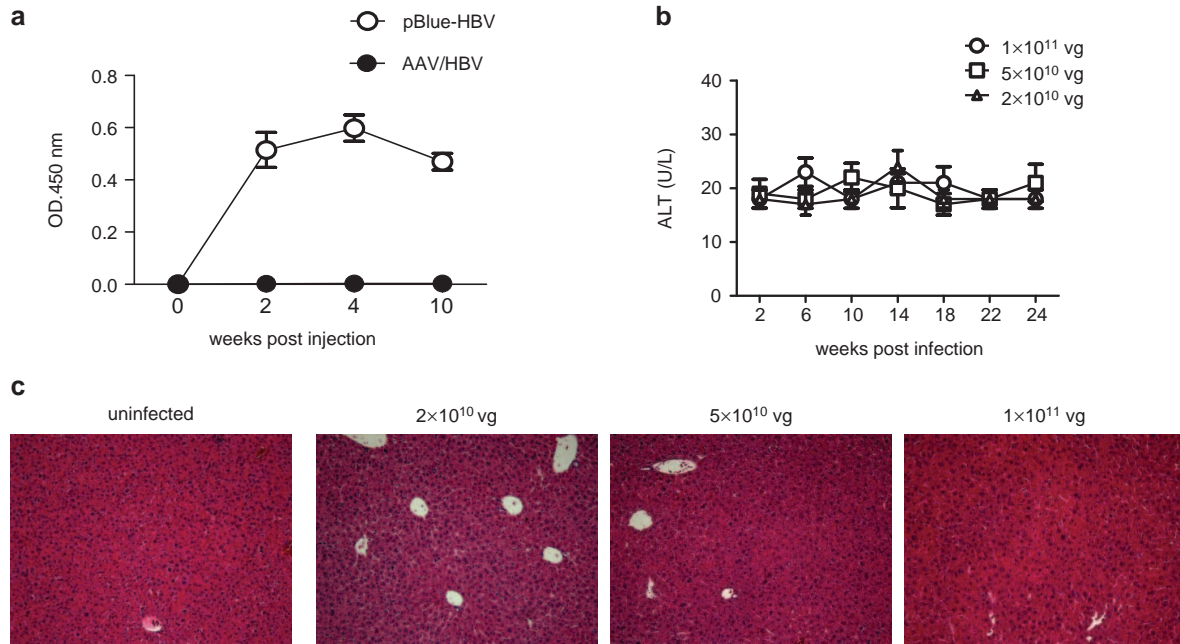 a
pBlue-HBV
AAV/HBV
0.8
0.6
0.4
0.2
0.0
OD.450 nm
0 2 4 10
weeks post injection
b
1×10¹¹ vg
5×10¹⁰ vg
2×10¹⁰ vg
40
30
20
10
0
ALT (U/L)
2 6 10 14 18 22 24
weeks post infection
c
uninfected 2×10¹⁰ vg 5×10¹⁰ vg 1×10¹¹ vg